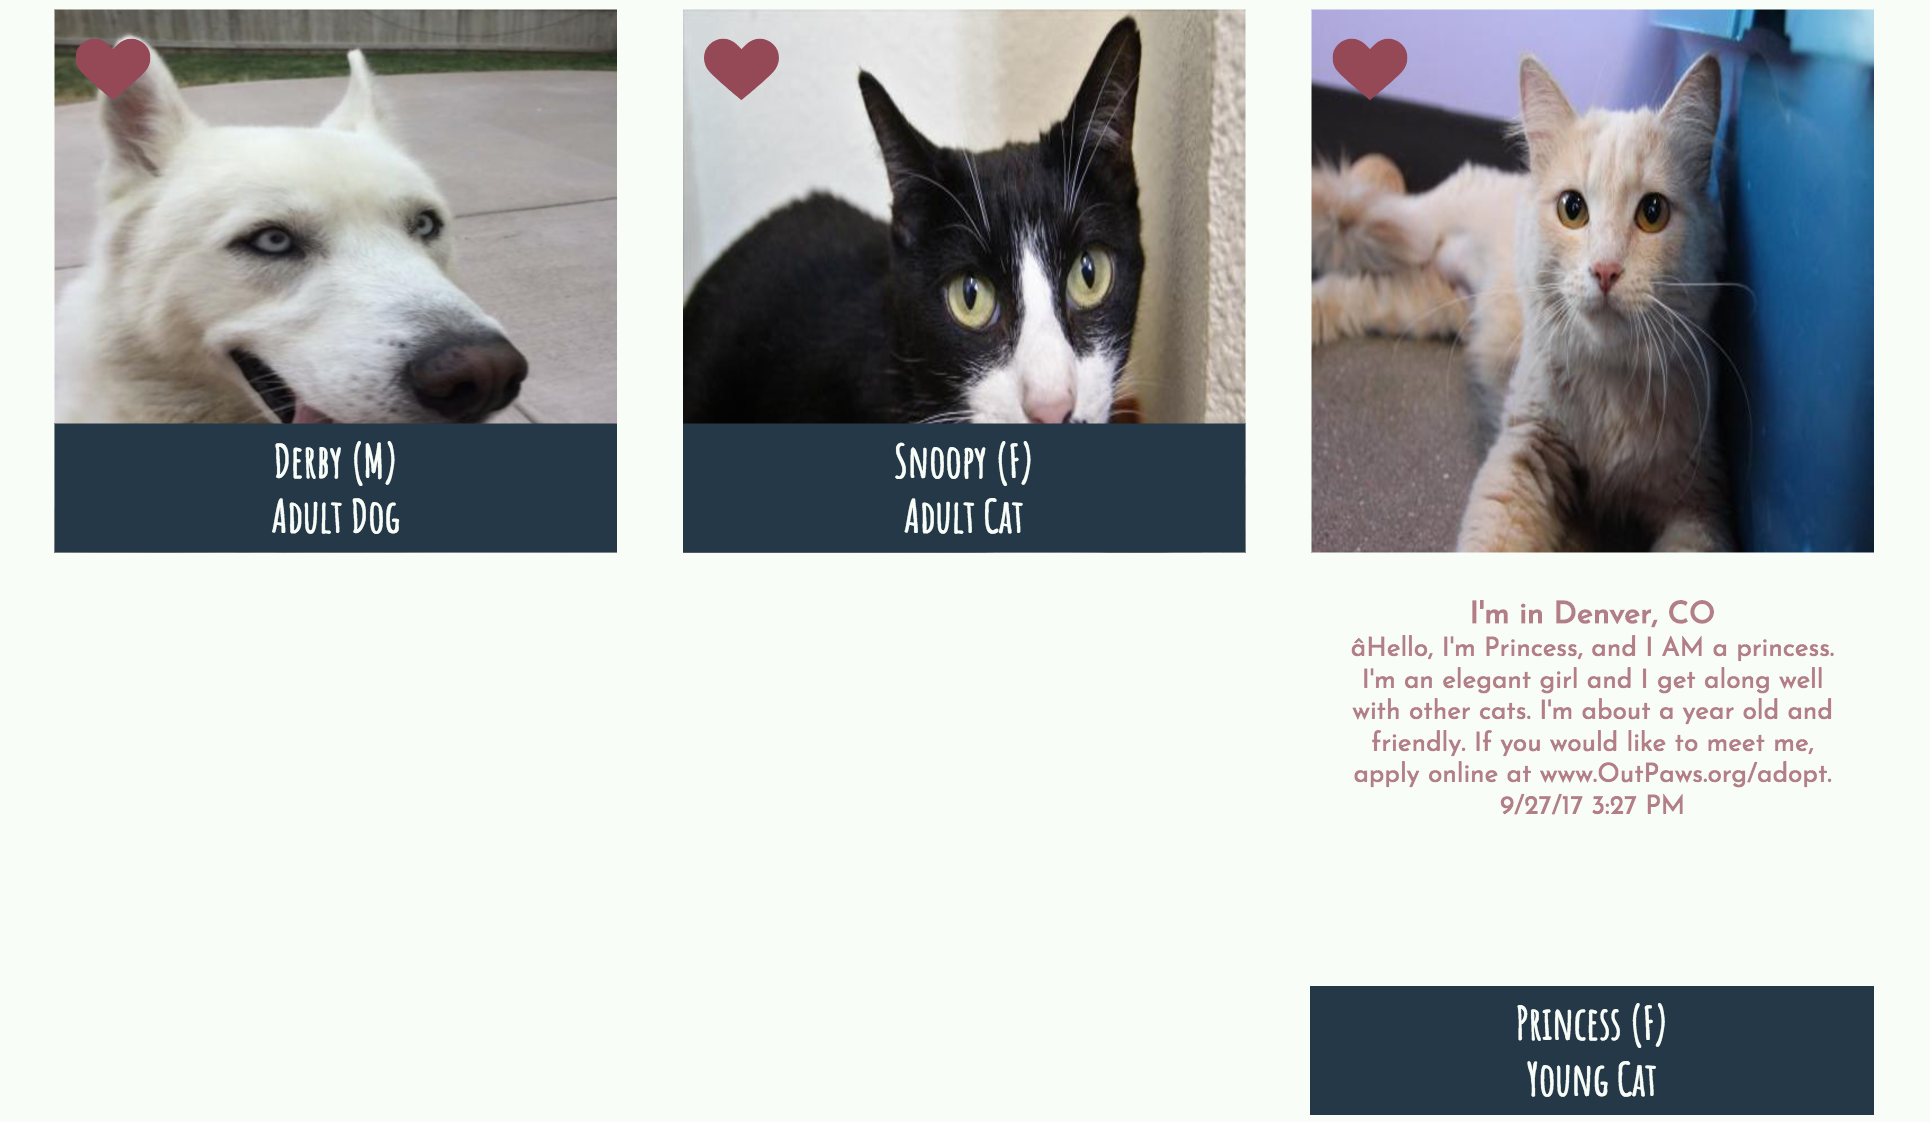 Derby (M)
Adult Dog
Snoopy (F)
Adult Cat
I'm in Denver, CO
âHello, I'm Princess, and I AM a princess.
I'm an elegant girl and I get along well
with other cats. I'm about a year old and
friendly. If you would like to meet me,
apply online at www.OutPaws.org/adopt.
9/27/17 3:27 PM
Princess (F)
Young Cat